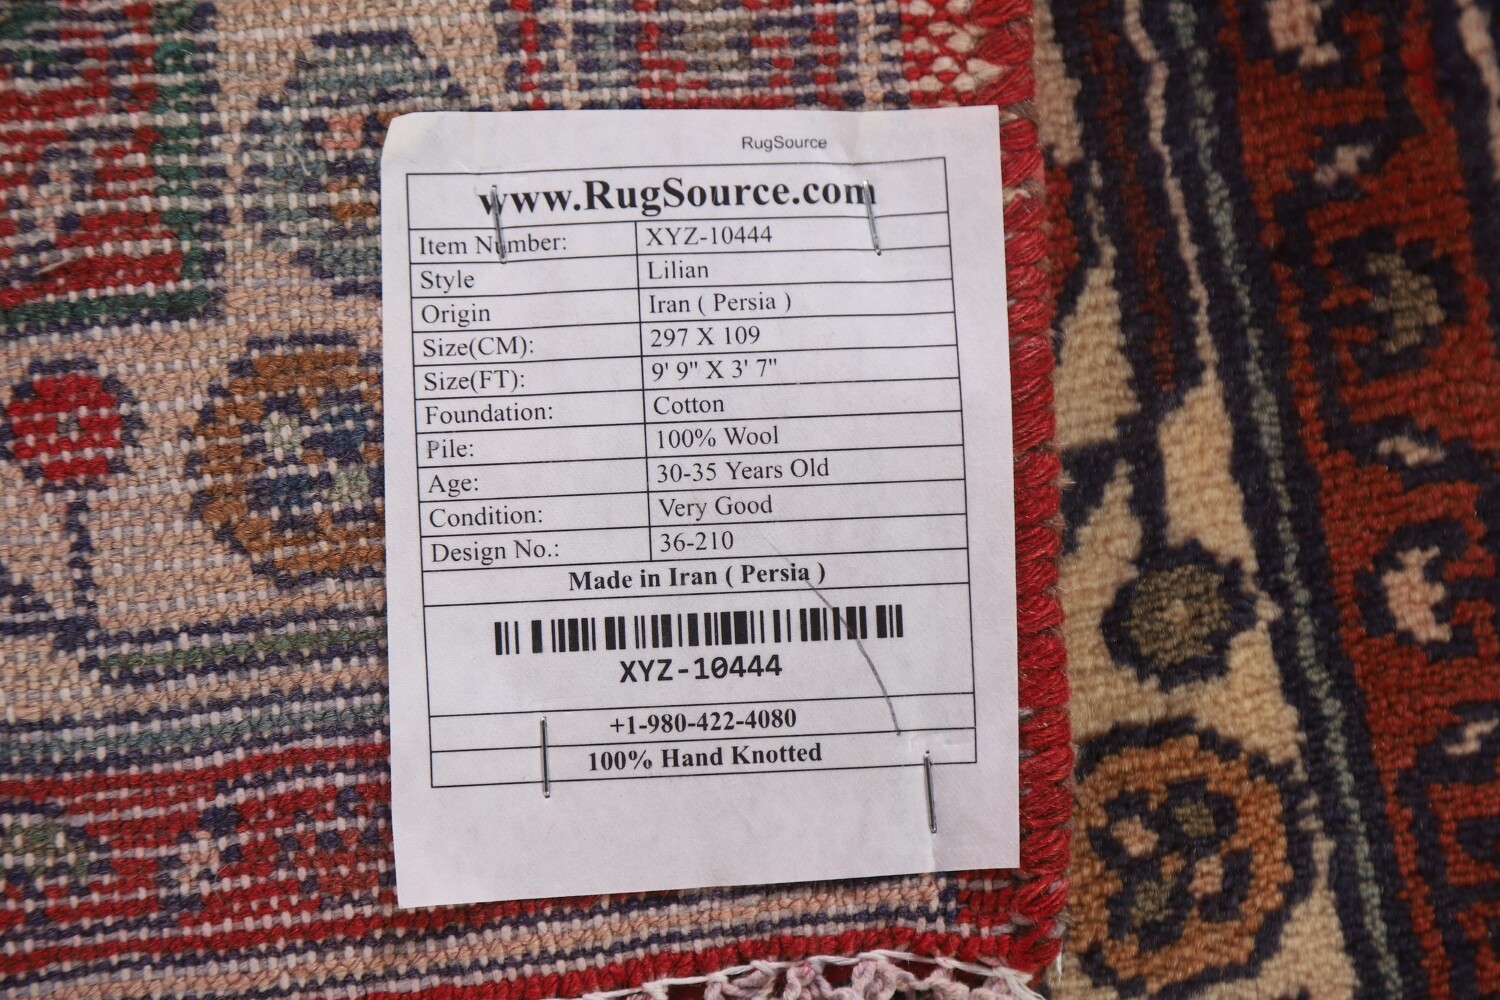 RugSource
www.RugSource.com
Item Number: XYZ-10444
Style Lilian
Origin Iran ( Persia )
Size(CM): 297 X 109
Size(FT): 9' 9" X 3' 7"
Foundation: Cotton
Pile: 100% Wool
Age: 30-35 Years Old
Condition: Very Good
Design No.: 36-210
Made in Iran ( Persia )
XYZ-10444
+1-980-422-4080
100% Hand Knotted